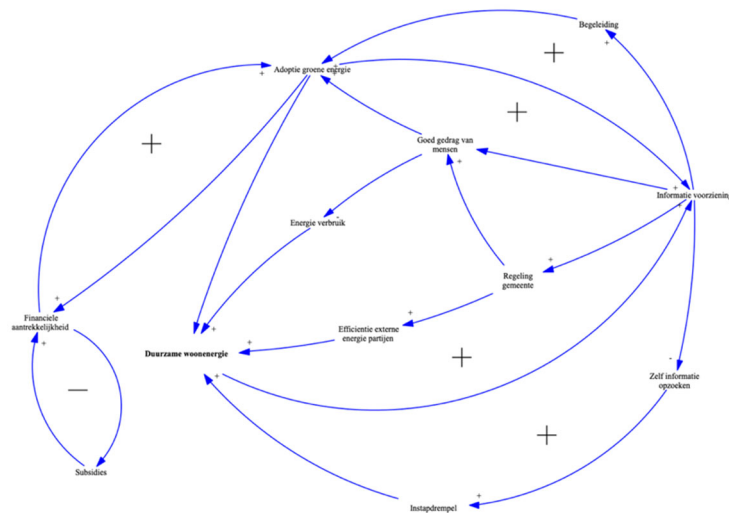 Begeleiding
Adoptie groene energie
Goed gedrag van
mensen
Informatie voorziening
Energie verbruik
Regeling
gemeente
Financiele
aantrekkelijkheid
Efficientie externe
energie partijen
Duurzame woonenergie
Zelf informatie
opzoeken
Subsidies
Instapdrempel